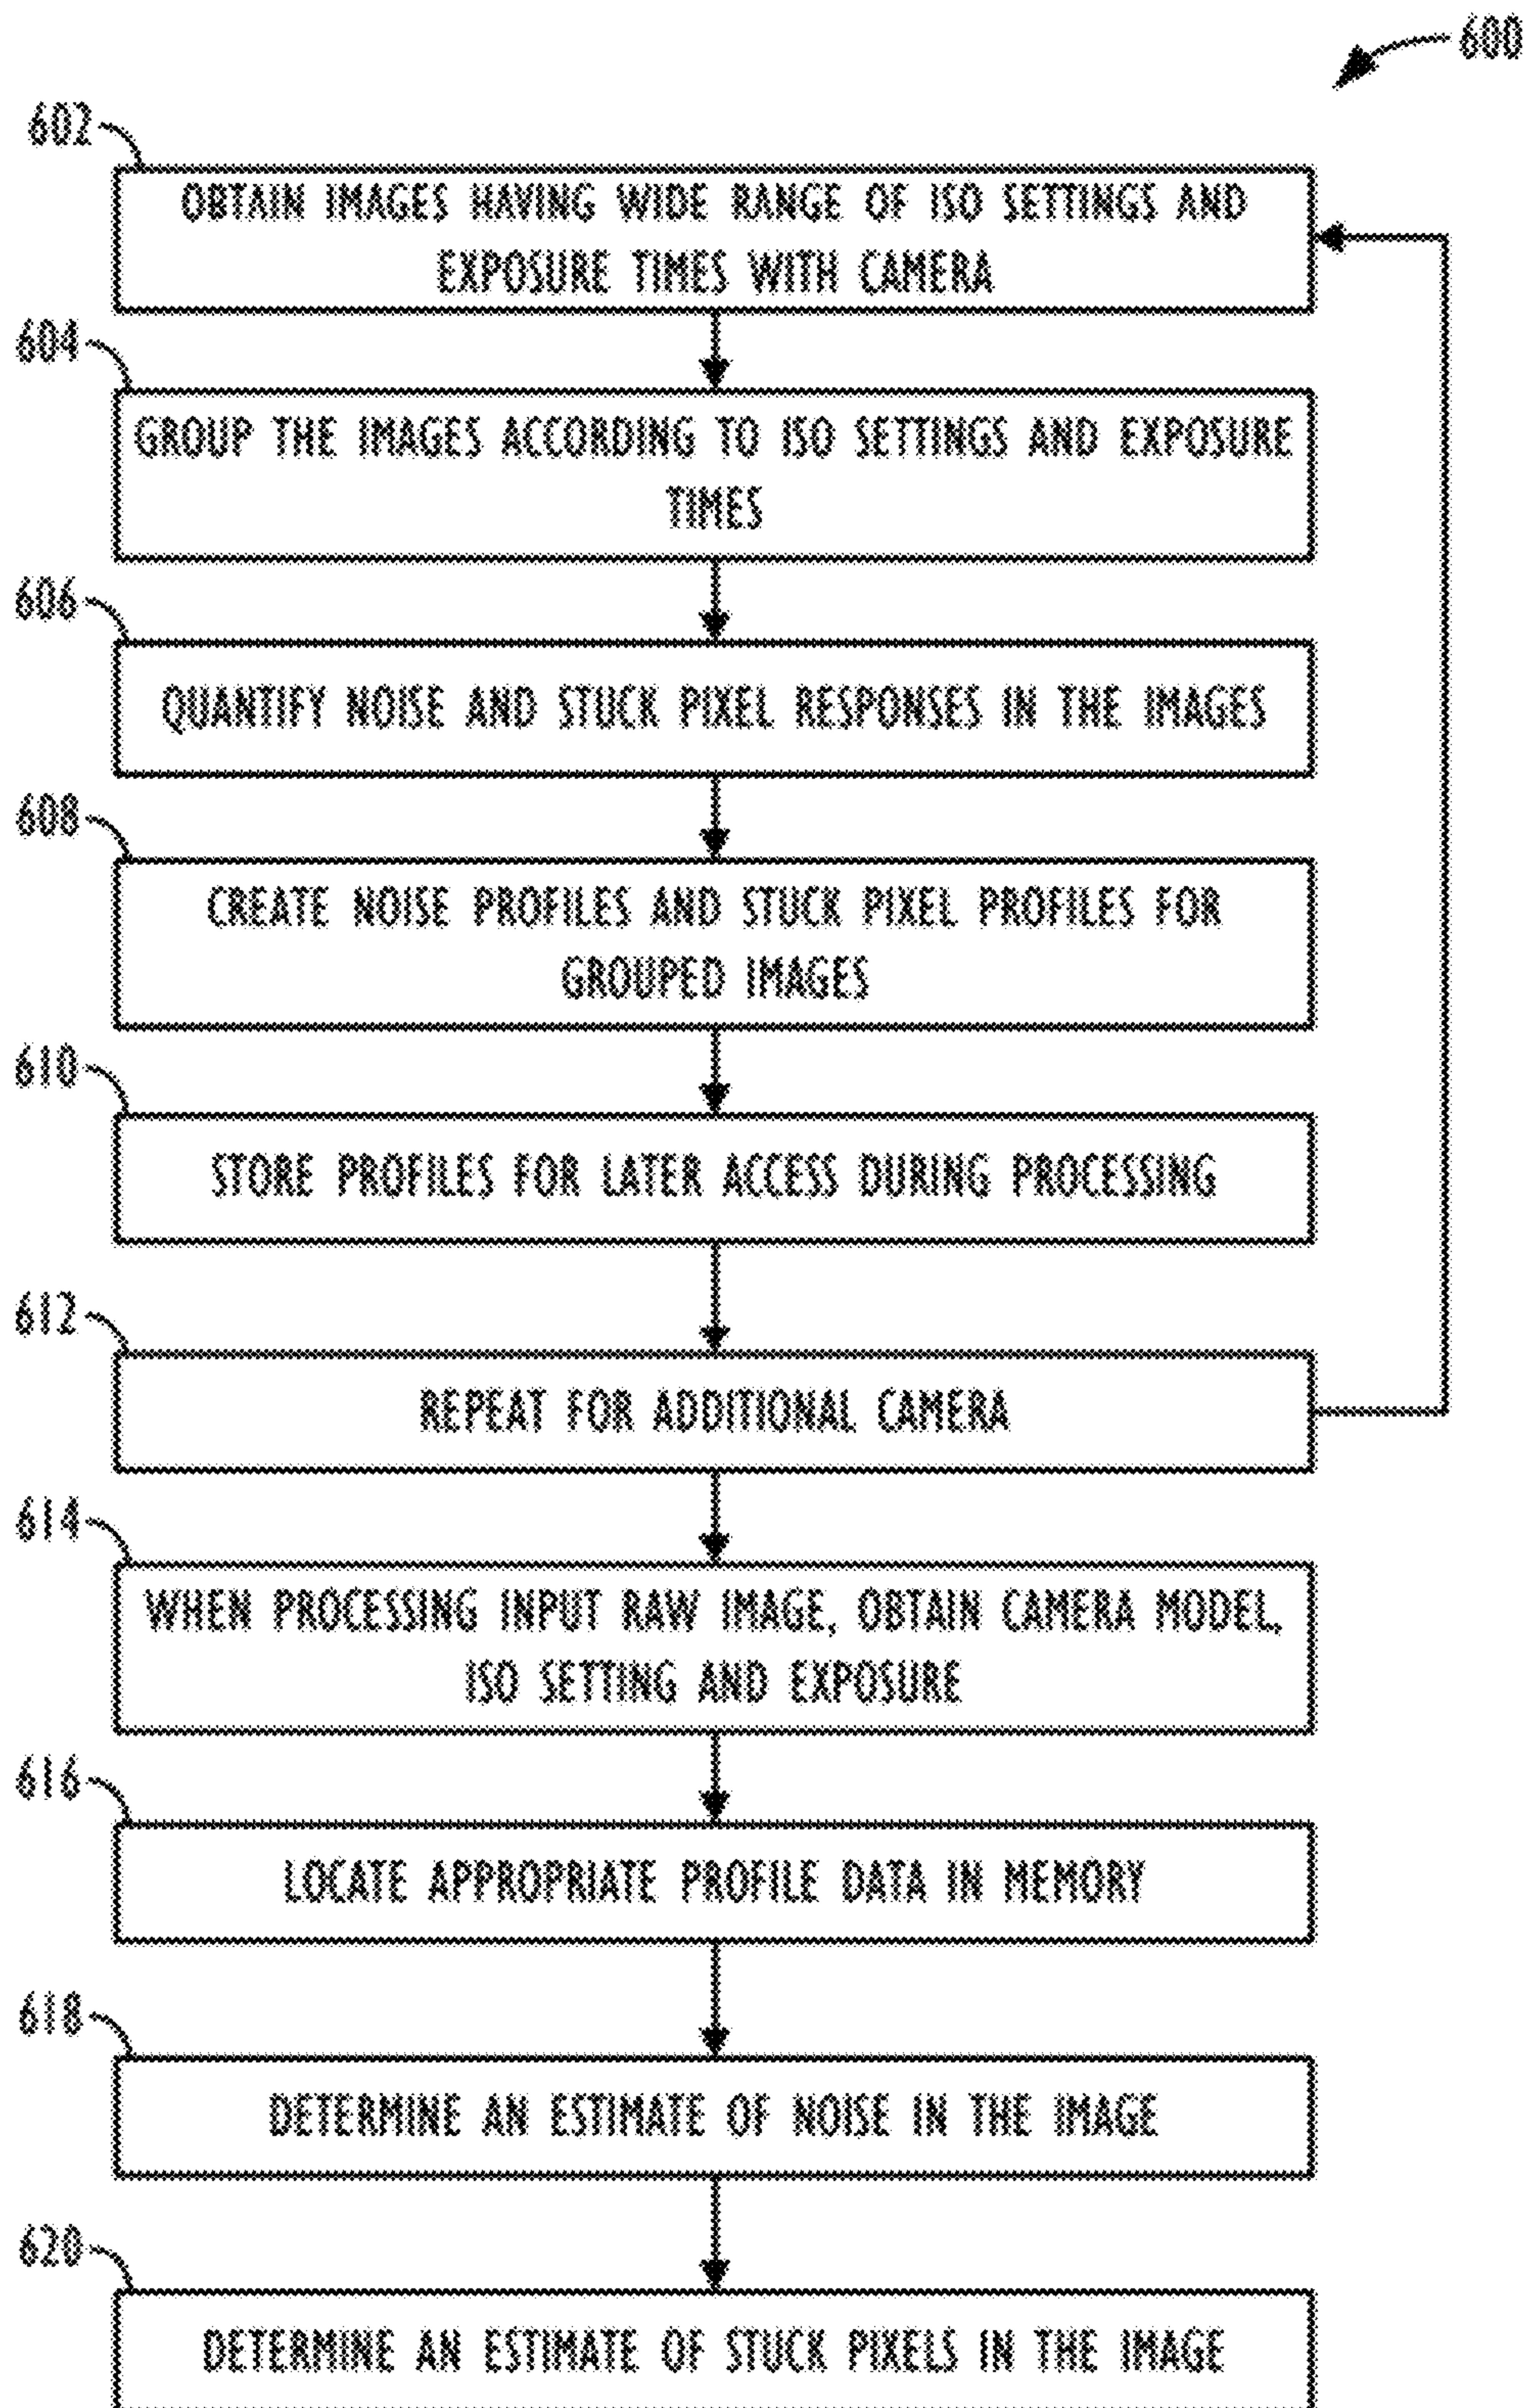 600
602
OBTAIN IMAGES HAVING WIDE RANGE OF ISO SETTINGS AND
EXPOSURE TIMES WITH CAMERA
604
GROUP THE IMAGES ACCORDING TO ISO SETTINGS AND EXPOSURE
TIMES
606
QUANTIFY NOISE AND STUCK PIXEL RESPONSES IN THE IMAGES
608
CREATE NOISE PROFILES AND STUCK PIXEL PROFILES FOR
GROUPED IMAGES
610
STORE PROFILES FOR LATER ACCESS DURING PROCESSING
612
REPEAT FOR ADDITIONAL CAMERA
614
WHEN PROCESSING INPUT RAW IMAGE, OBTAIN CAMERA MODEL,
ISO SETTING AND EXPOSURE
616
LOCATE APPROPRIATE PROFILE DATA IN MEMORY
618
DETERMINE AN ESTIMATE OF NOISE IN THE IMAGE
620
DETERMINE AN ESTIMATE OF STUCK PIXELS IN THE IMAGE